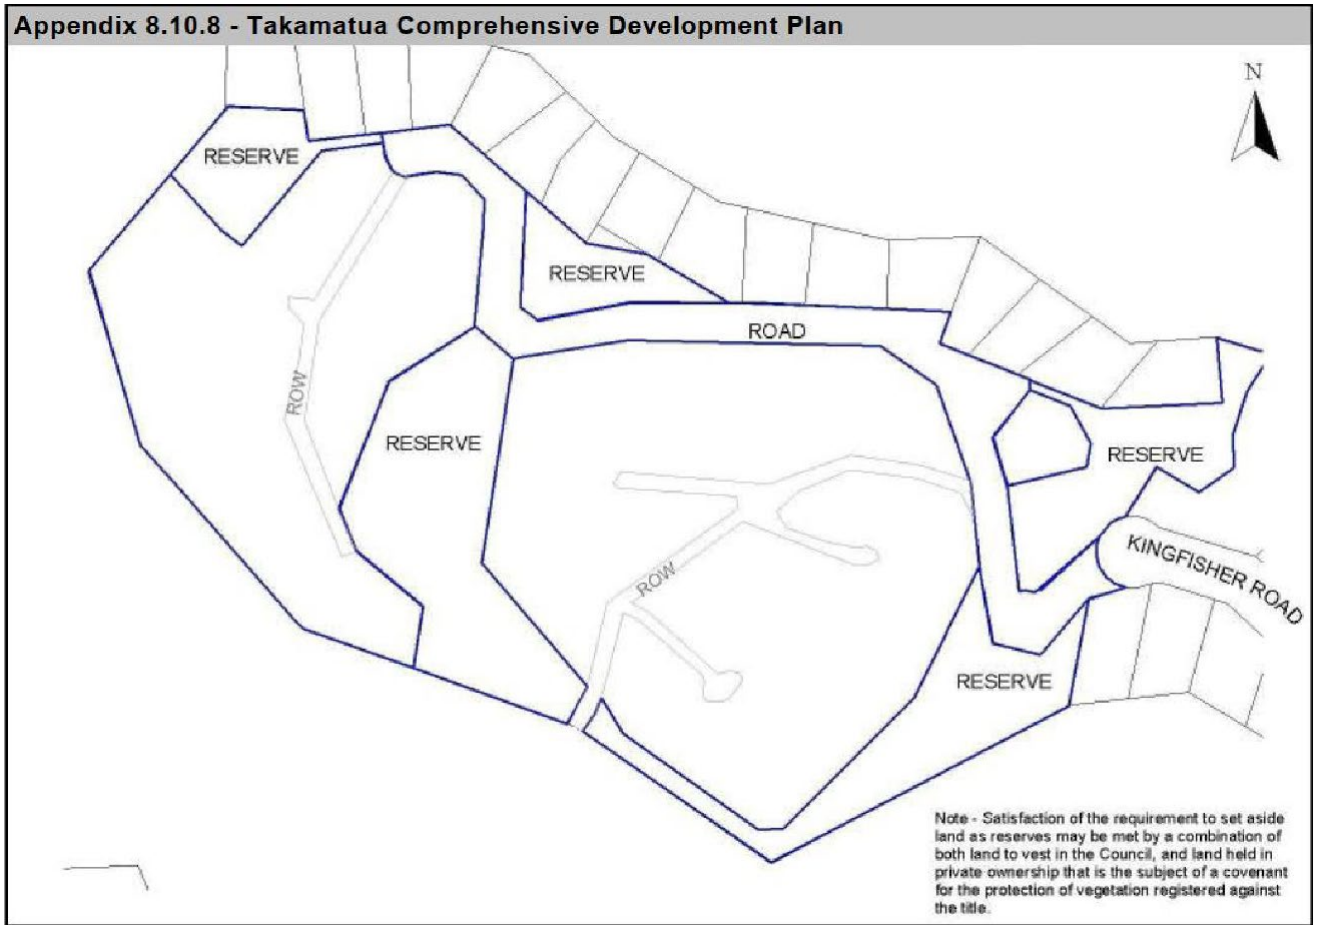 Appendix 8.10.8 - Takamatua Comprehensive Development Plan
N
RESERVE
RESERVE
ROAD
ROW
RESERVE
RESERVE
KINGFISHER ROAD
ROW
RESERVE
Note - Satisfaction of the requirement to set aside
land as reserves may be met by a combination of
both land to vest in the Council, and land held in
private ownership that is the subject of a covenant
for the protection of vegetation registered against
the title.